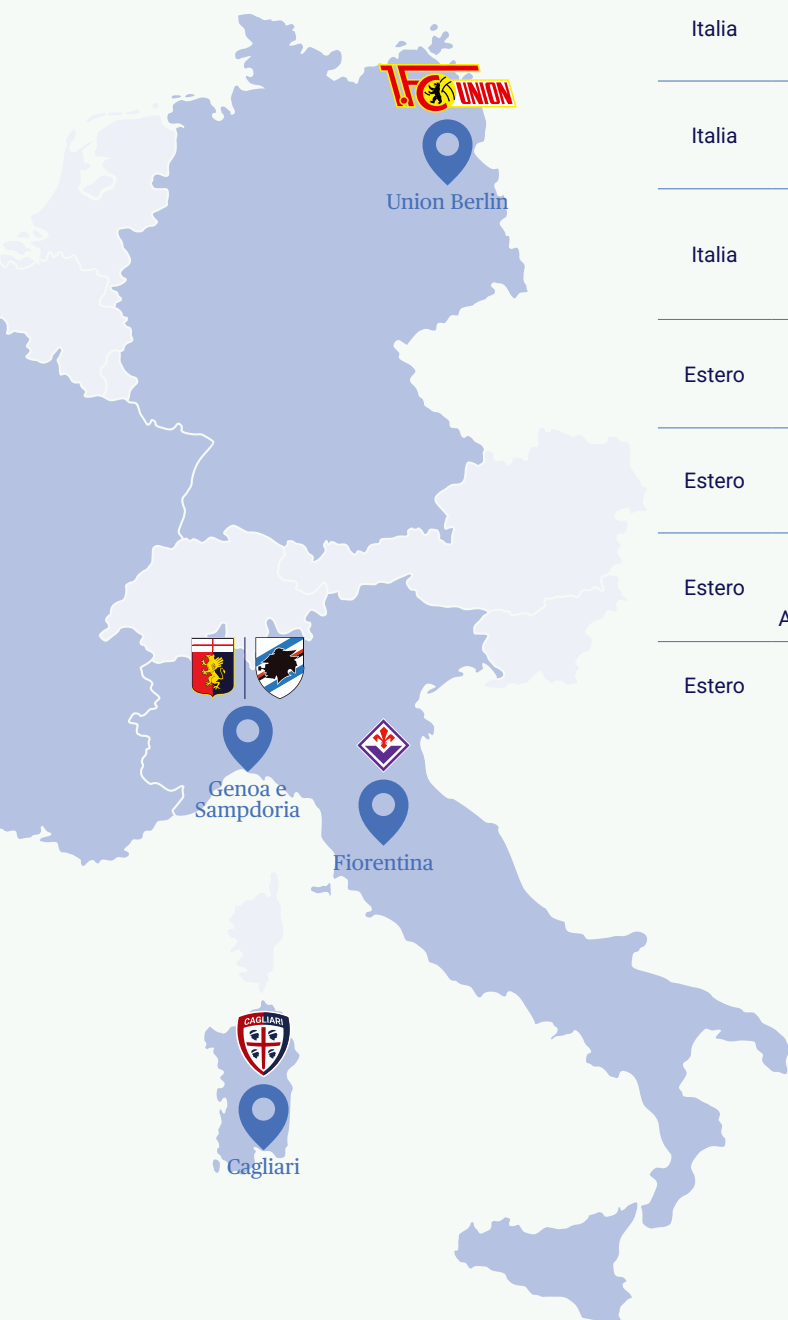 1.FC UNION
Union Berlin
Genoa e
Sampdoria
Fiorentina
CAGLIARI
Cagliari
Italia
Italia
Italia
Estero
Estero
Estero
A
Estero